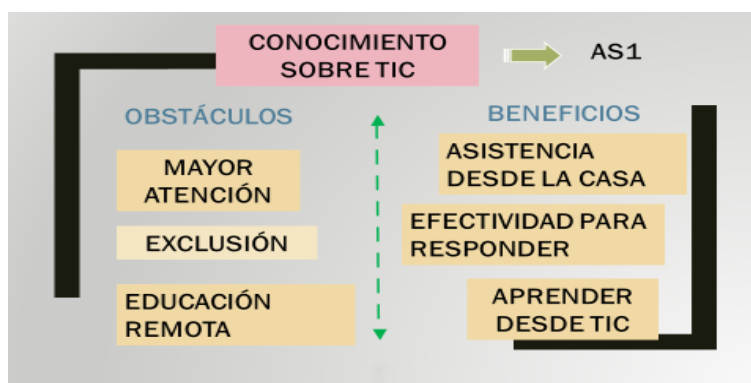 CONOCIMIENTO
SOBRE TIC
AS1
OBSTÁCULOS
MAYOR
ATENCIÓN
EXCLUSIÓN
EDUCACIÓN
REMOTA
BENEFICIOS
ASISTENCIA
DESDE LA CASA
EFECTIVIDAD PARA
RESPONDER
APRENDER
DESDE TIC